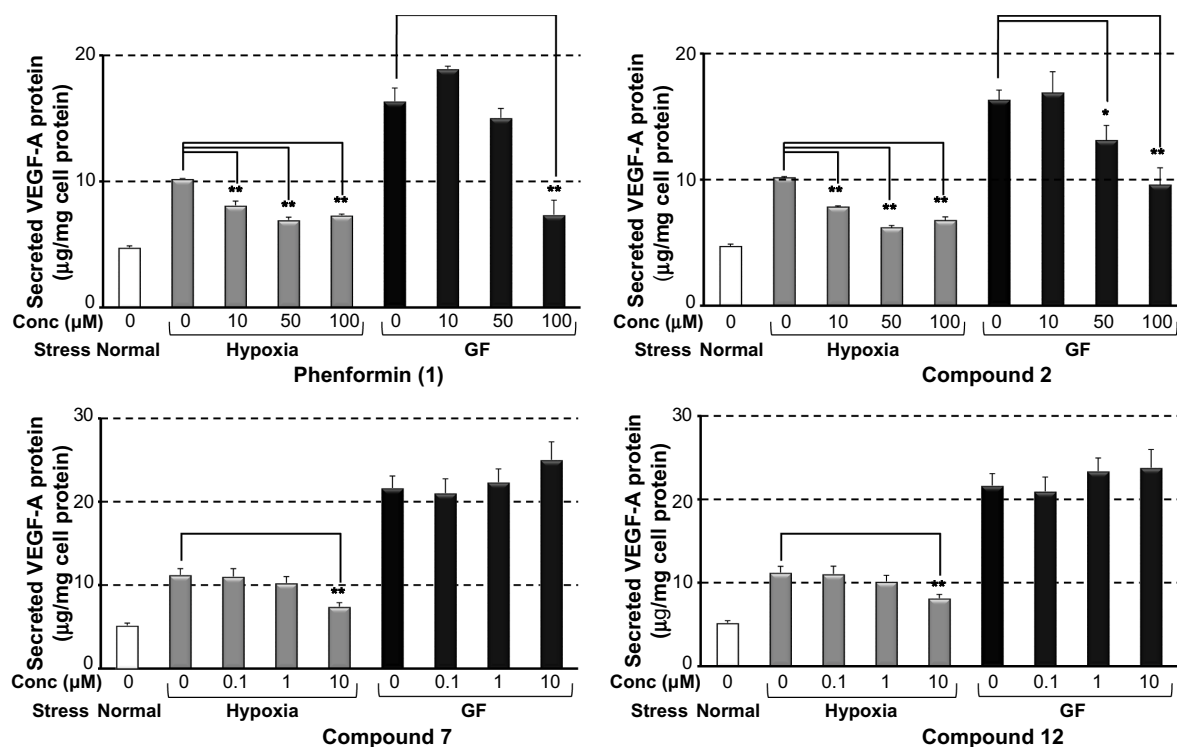 Secreted VEGF-A protein
(µg/mg cell protein)
20
10
0
** ** ** **
Conc (µM) 0 0 10 50 100 0 10 50 100
Stress Normal Hypoxia GF
Phenformin (1)
Secreted VEGF-A protein
(µg/mg cell protein)
20
10
0
** ** ** * **
Conc (µM) 0 0 10 50 100 0 10 50 100
Stress Normal Hypoxia GF
Compound 2
Secreted VEGF-A protein
(µg/mg cell protein)
30
20
10
0
**
Conc (µM) 0 0 0.1 1 10 0 0.1 1 10
Stress Normal Hypoxia GF
Compound 7
Secreted VEGF-A protein
(µg/mg cell protein)
30
20
10
0
**
Conc (µM) 0 0 0.1 1 10 0 0.1 1 10
Stress Normal Hypoxia GF
Compound 12